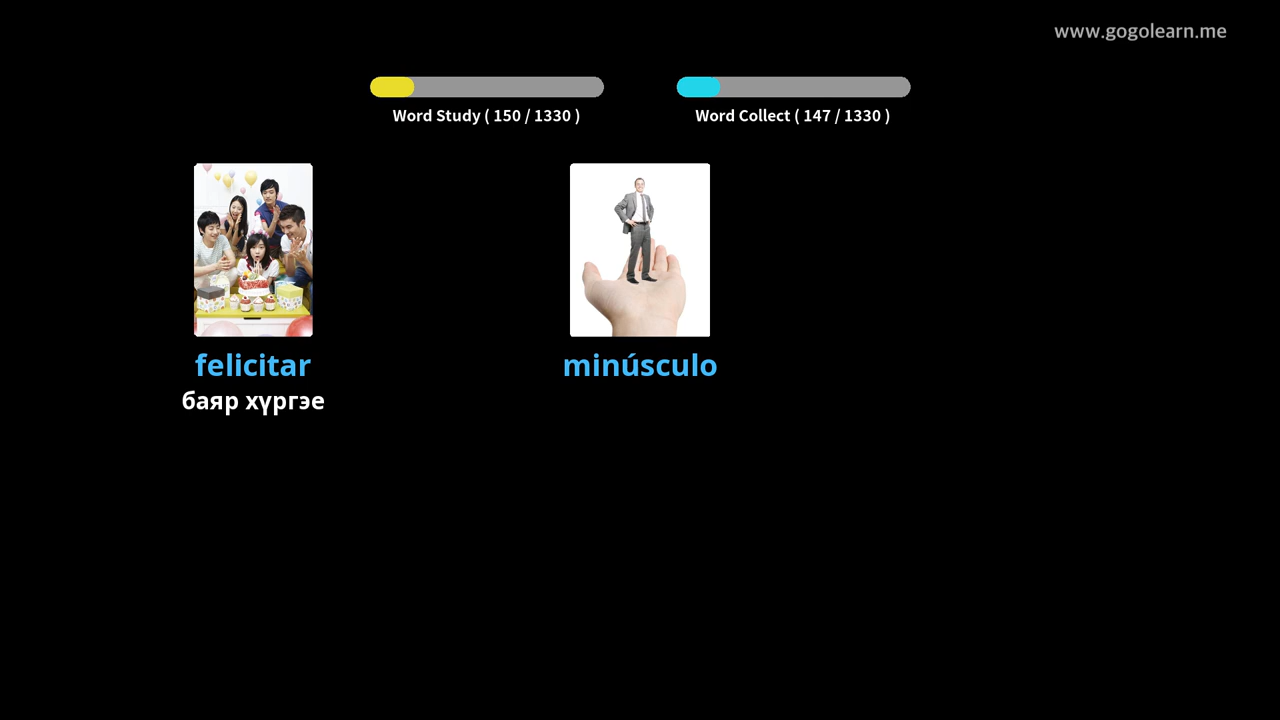 www.gogolearn.me
Word Study ( 150 / 1330 )
Word Collect ( 147 / 1330 )
felicitar
баяр хүргэе
minúsculo